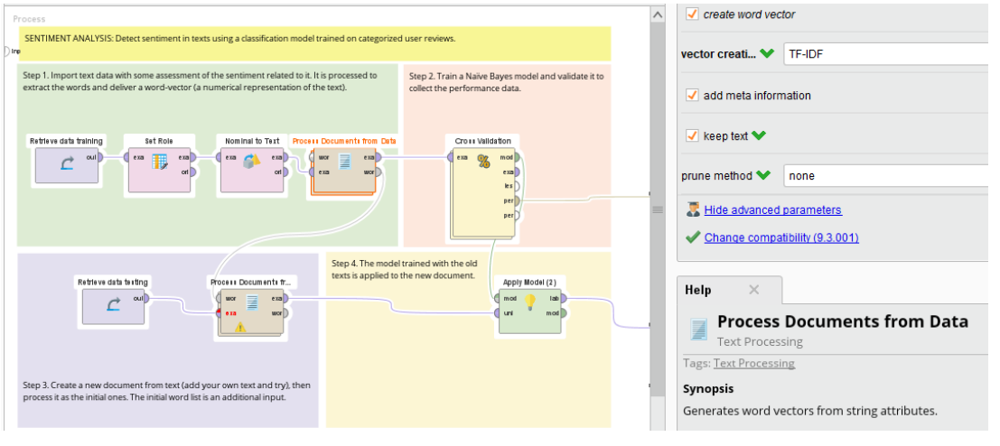 Process
SENTIMENT ANALYSIS: Detect sentiment in texts using a classification model trained on categorized user reviews.
Inp
Step 1. Import text data with some assessment of the sentiment related to it. It is processed to
extract the words and deliver a word-vector (a numerical representation of the text).
Step 2. Train a Naïve Bayes model and validate it to
collect the performance data.
Retrieve data training
Set Role
Nominal to Text
Process Documents from Data
Cross Validation
out
exa
exa
ori
exa
exa
ori
wor
exa
exa
wor
exa
mod
exa
tes
per
per
Step 4. The model trained with the old
texts is applied to the new document.
Retrieve data testing
Process Documents fr...
Apply Model (2)
out
wor
exa
exa
wor
mod
unl
lab
mod
Step 3. Create a new document from text (add your own text and try), then
process it as the initial ones. The initial word list is an additional input.
create word vector
vector creati...
TF-IDF
add meta information
keep text
prune method
none
Hide advanced parameters
Change compatibility (9.3.001)
Help
Process Documents from Data
Text Processing
Tags: Text Processing
Synopsis
Generates word vectors from string attributes.